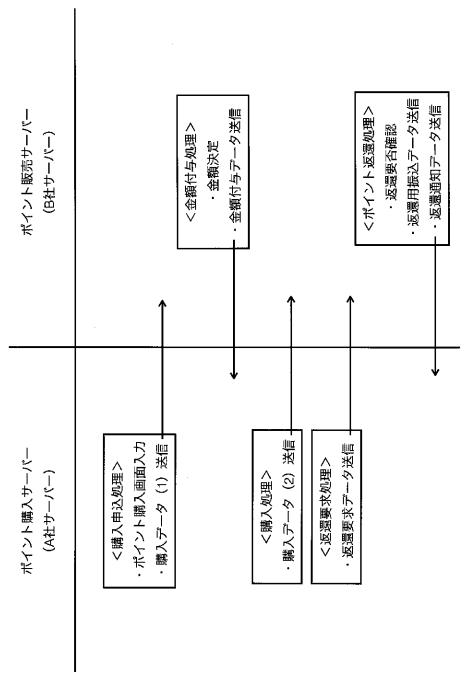 ポイント購入サーバー
（A社サーバー）
ポイント販売サーバー
（B社サーバー）
＜購入申込処理＞
・ポイント購入画面入力
・購入データ（1）送信
＜金額付与処理＞
・金額決定
・金額付与データ送信
＜購入処理＞
・購入データ（2）送信
＜返還要求処理＞
・返還要求データ送信
＜ポイント返還処理＞
・返還要否確認
・返還用振込データ送信
・返還通知データ送信